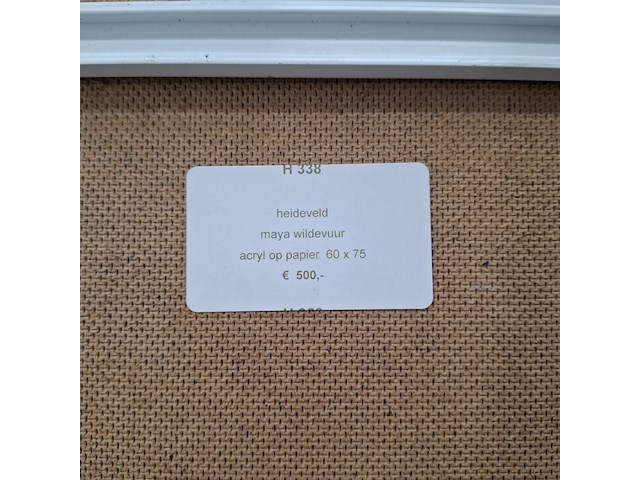 H 338
heideveld
maya wildevuur
acryl op papier 60 x 75
€ 500,-